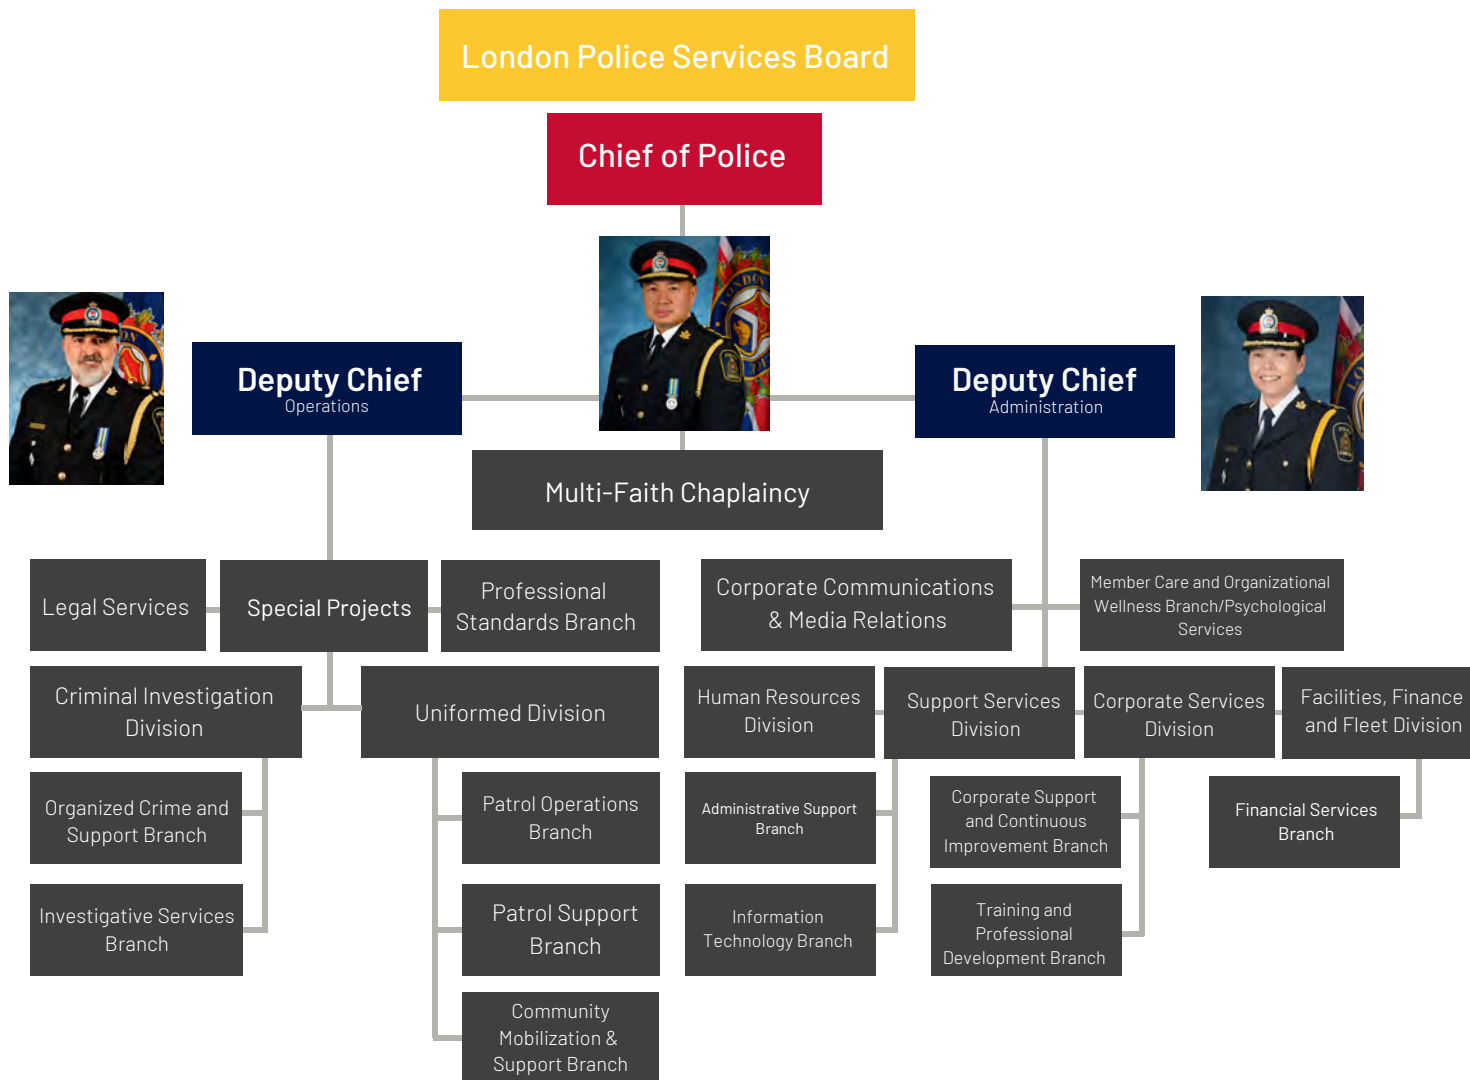 London Police Services Board
Chief of Police
Deputy Chief
Operations
Deputy Chief
Administration
Multi-Faith Chaplaincy
Legal Services
Special Projects
Professional
Standards Branch
Corporate Communications
& Media Relations
Member Care and Organizational
Wellness Branch/Psychological
Services
Criminal Investigation
Division
Uniformed Division
Human Resources
Division
Support Services
Division
Corporate Services
Division
Facilities, Finance
and Fleet Division
Organized Crime and
Support Branch
Patrol Operations
Branch
Administrative Support
Branch
Corporate Support
and Continuous
Improvement Branch
Financial Services
Branch
Investigative Services
Branch
Patrol Support
Branch
Information
Technology Branch
Training and
Professional
Development Branch
Community
Mobilization &
Support Branch